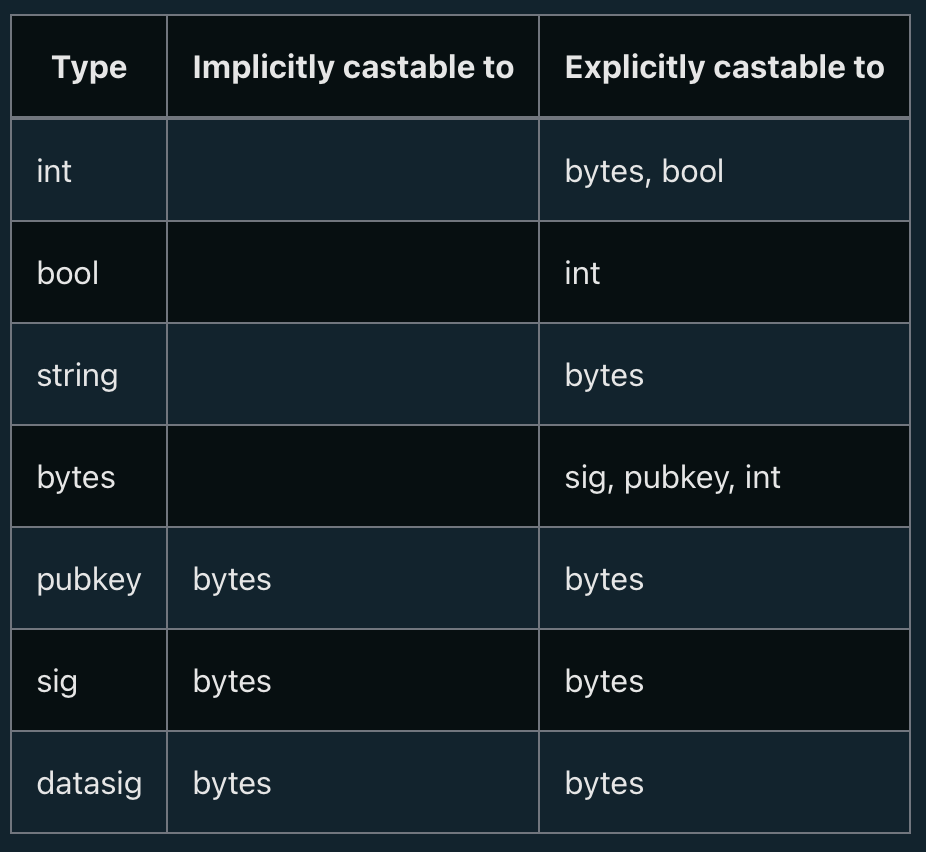 Type Implicitly castable to Explicitly castable to
int bytes, bool
bool int
string bytes
bytes sig, pubkey, int
pubkey bytes bytes
sig bytes bytes
datasig bytes bytes